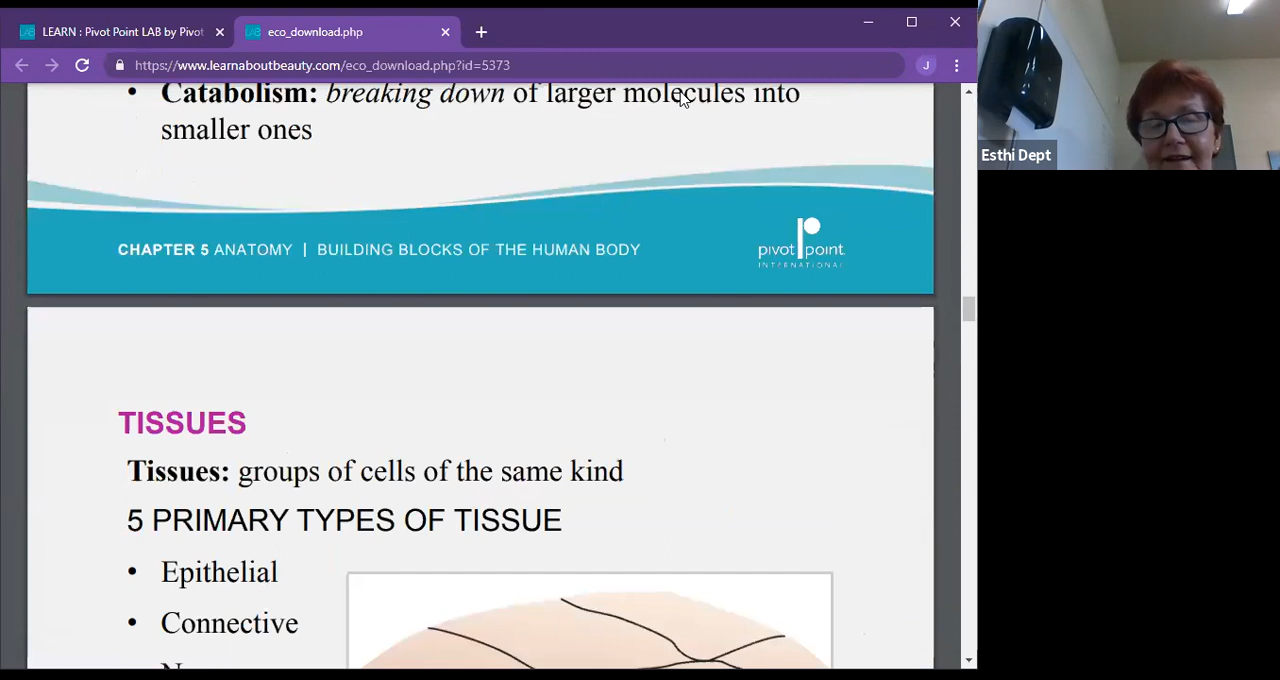 LEARN : Pivot Point LAB by Pivot
eco_download.php
https://www.learnaboutbeauty.com/eco_download.php?id=5373
J
• Catabolism: breaking down of larger molecules into
smaller ones
CHAPTER 5 ANATOMY | BUILDING BLOCKS OF THE HUMAN BODY
pivot point
INTERNATIONAL
TISSUES
Tissues: groups of cells of the same kind
5 PRIMARY TYPES OF TISSUE
• Epithelial
• Connective
Esthi Dept